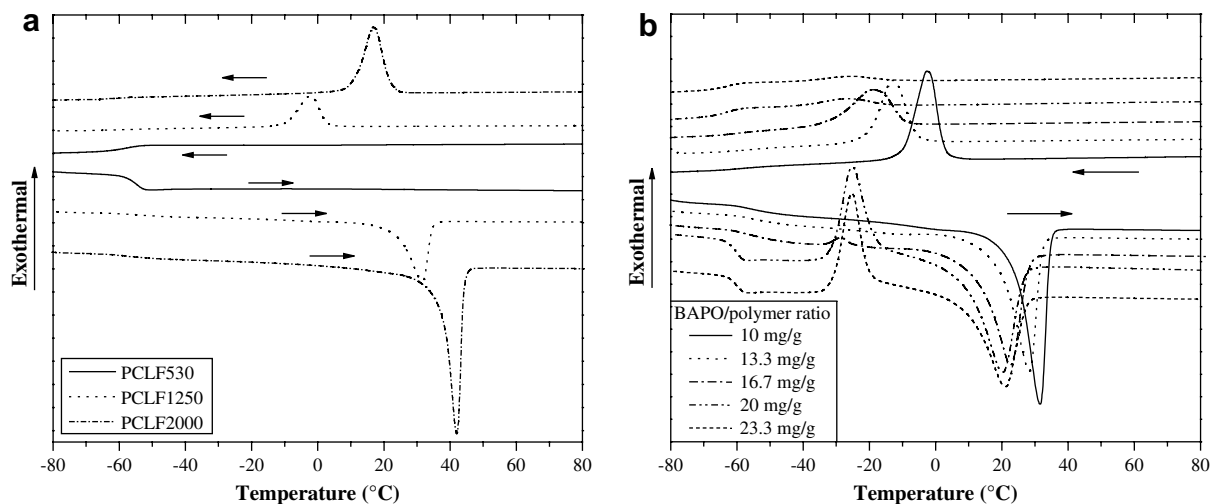 a
Exothermal
PCLF530
PCLF1250
PCLF2000
-80 -60 -40 -20 0 20 40 60 80
Temperature (°C)
b
Exothermal
BAPO/polymer ratio
10 mg/g
13.3 mg/g
16.7 mg/g
20 mg/g
23.3 mg/g
-80 -60 -40 -20 0 20 40 60 80
Temperature (°C)